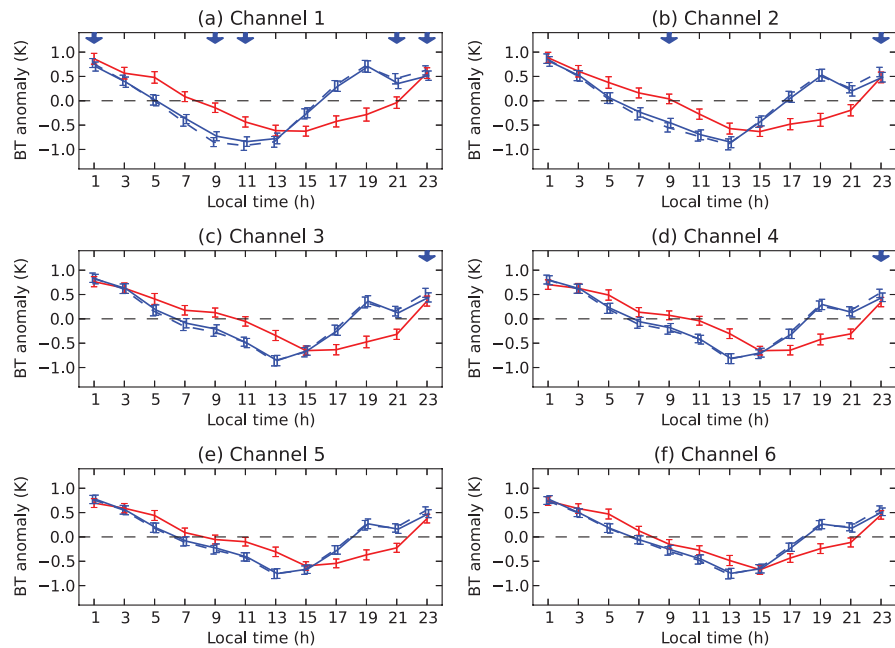 (a) Channel 1
BT anomaly (K)
1.0
0.5
0.0
−0.5
−1.0
1 3 5 7 9 11 13 15 17 19 21 23
Local time (h)
(b) Channel 2
BT anomaly (K)
1.0
0.5
0.0
−0.5
−1.0
1 3 5 7 9 11 13 15 17 19 21 23
Local time (h)
(c) Channel 3
BT anomaly (K)
1.0
0.5
0.0
−0.5
−1.0
1 3 5 7 9 11 13 15 17 19 21 23
Local time (h)
(d) Channel 4
BT anomaly (K)
1.0
0.5
0.0
−0.5
−1.0
1 3 5 7 9 11 13 15 17 19 21 23
Local time (h)
(e) Channel 5
BT anomaly (K)
1.0
0.5
0.0
−0.5
−1.0
1 3 5 7 9 11 13 15 17 19 21 23
Local time (h)
(f) Channel 6
BT anomaly (K)
1.0
0.5
0.0
−0.5
−1.0
1 3 5 7 9 11 13 15 17 19 21 23
Local time (h)